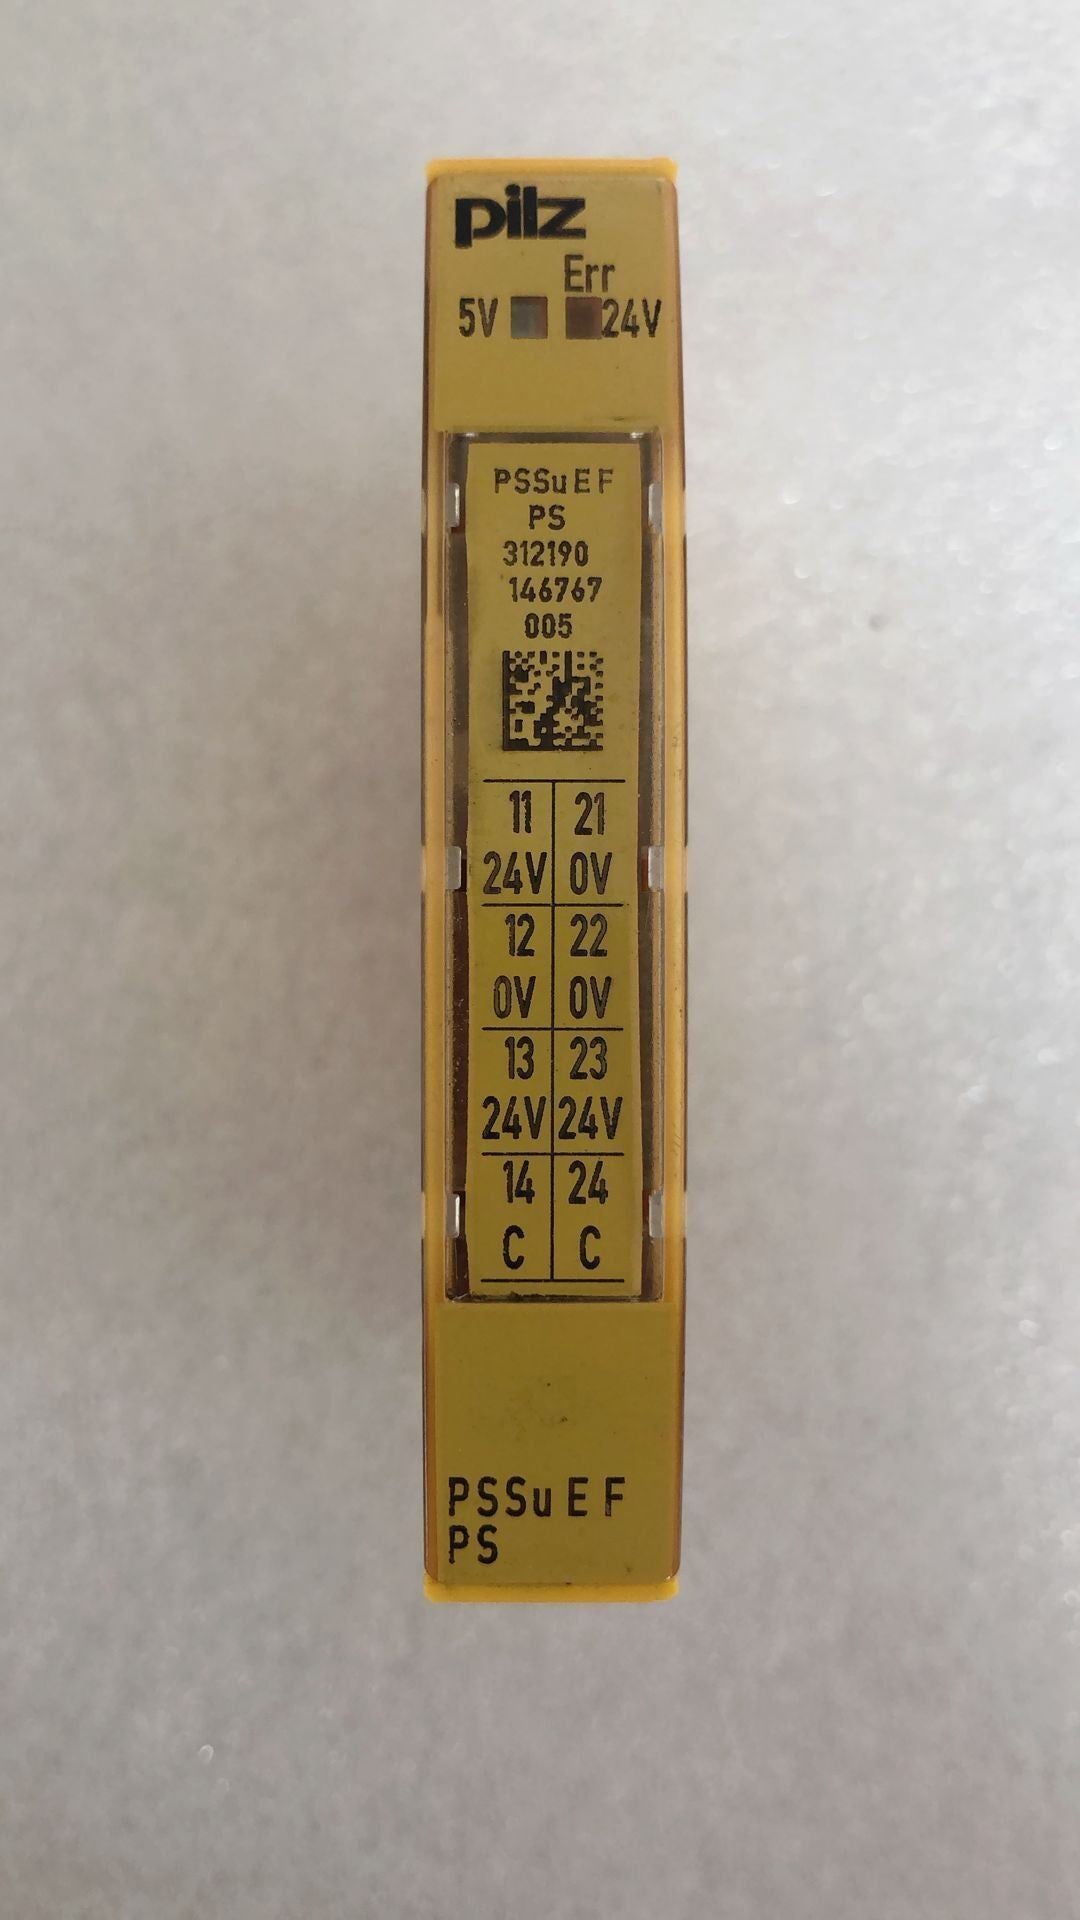 pilz
Err
5V 24V
PSSu E F
PS
312190
146767
005
11 21
24V 0V
12 22
0V 0V
13 23
24V 24V
14 24
C C
PSSu E F
PS